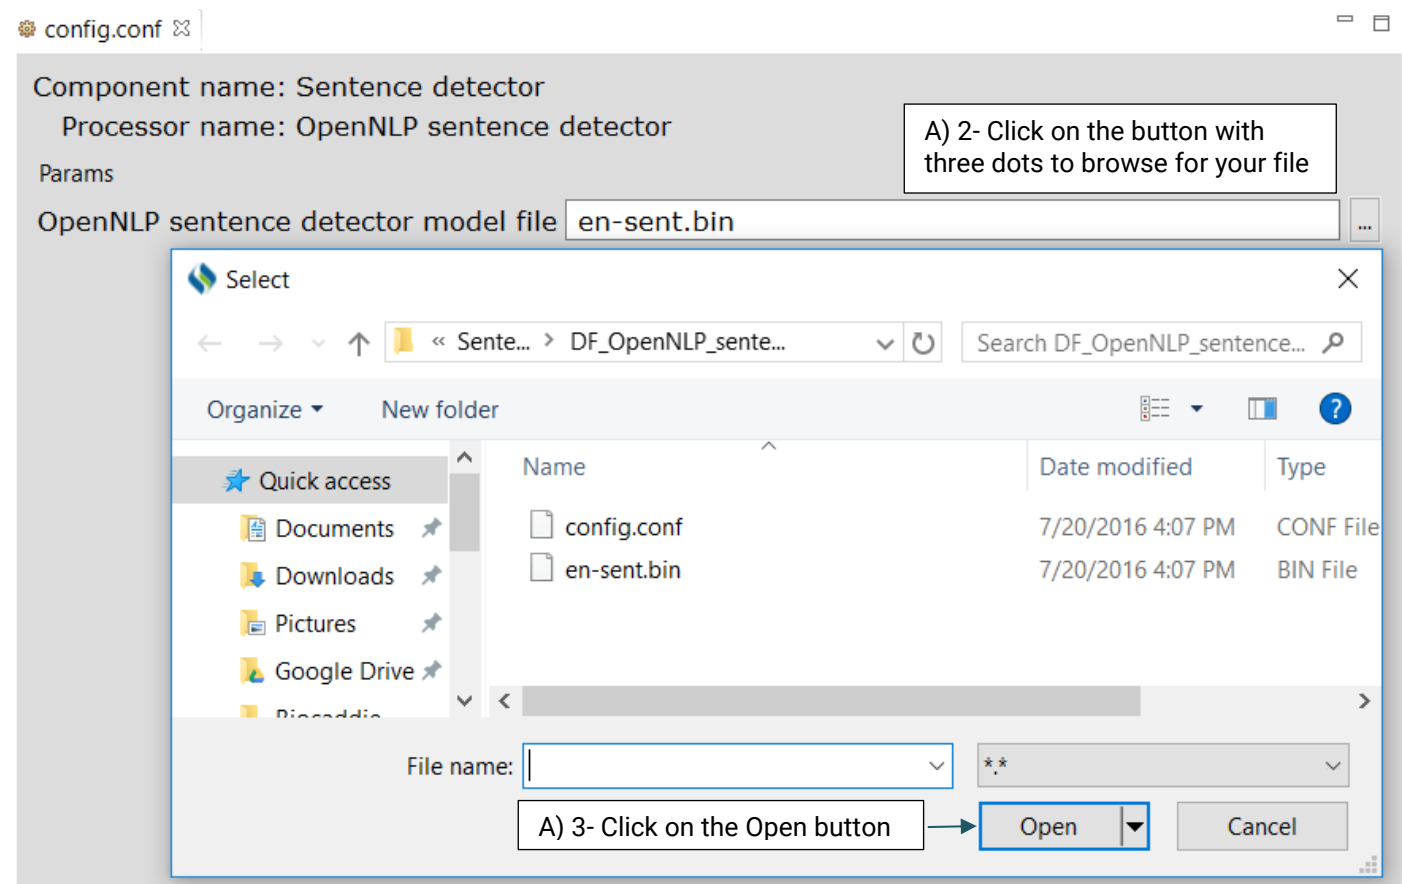 config.conf
Component name: Sentence detector
Processor name: OpenNLP sentence detector
A) 2- Click on the button with
three dots to browse for your file
Params
OpenNLP sentence detector model file en-sent.bin ...
Select
« Sente... > DF_OpenNLP_sente... Search DF_OpenNLP_sentence...
Organize New folder ?
Quick access Name Date modified Type
Documents config.conf 7/20/2016 4:07 PM CONF File
Downloads en-sent.bin 7/20/2016 4:07 PM BIN File
Pictures
Google Drive
Biocaddie
File name: *.*
A) 3- Click on the Open button Open Cancel